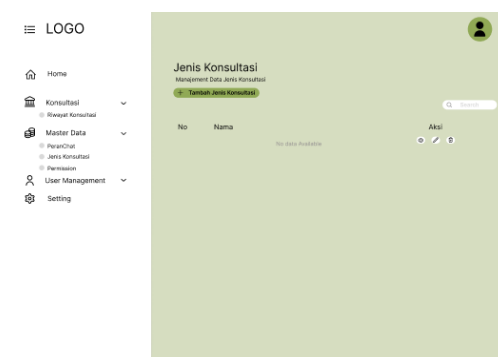 LOGO
Home
Konsultasi
Riwayat Konsultasi
Master Data
PeranChat
Jenis Konsultasi
Permission
User Management
Setting
Jenis Konsultasi
Manajement Data Jenis Konsultasi
+ Tambah Jenis Konsultasi
Search
No Nama Aksi
No data Available